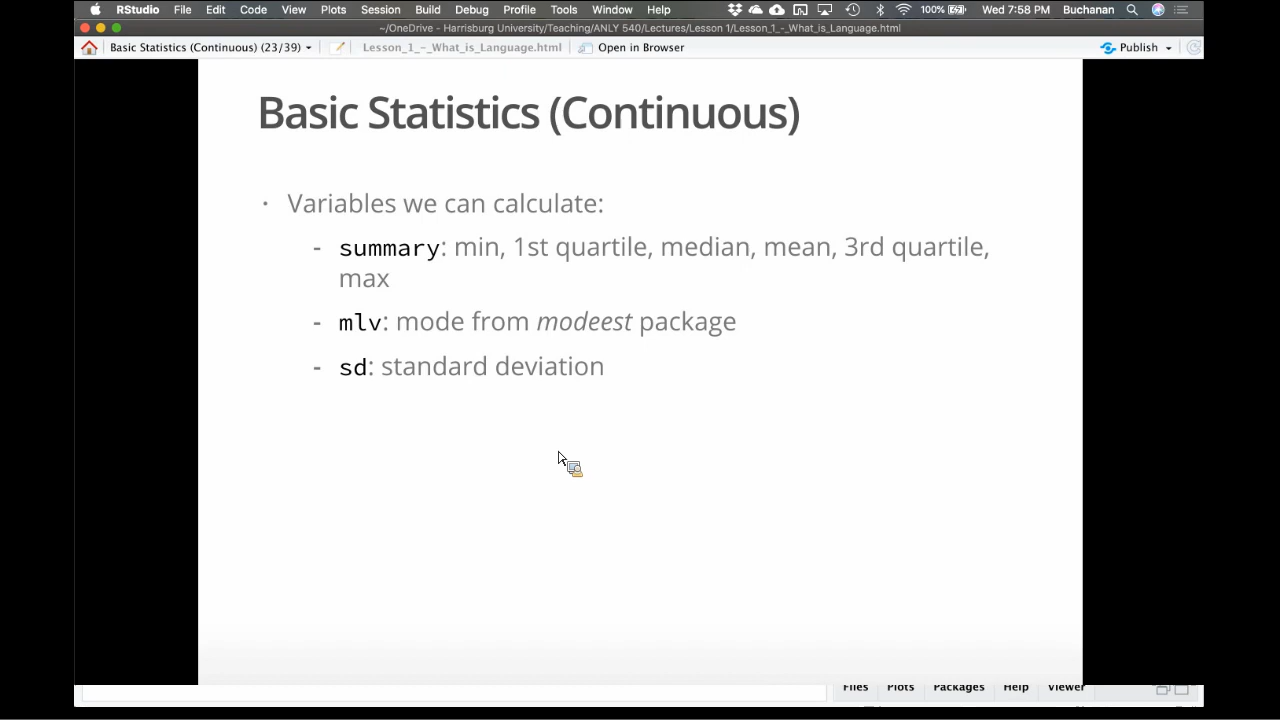 RStudio File Edit Code View Plots Session Build Debug Profile Tools Window Help 100% Wed 7:58 PM Buchanan
~/OneDrive - Harrisburg University/Teaching/ANLY 540/Lectures/Lesson 1/Lesson_1_-_What_is_Language.html
Basic Statistics (Continuous) (23/39) Lesson_1_-_What_is_Language.html Open in Browser Publish
Basic Statistics (Continuous)
• Variables we can calculate:
- summary: min, 1st quartile, median, mean, 3rd quartile,
max
- mlv: mode from modeest package
- sd: standard deviation
Files Plots Packages Help Viewer